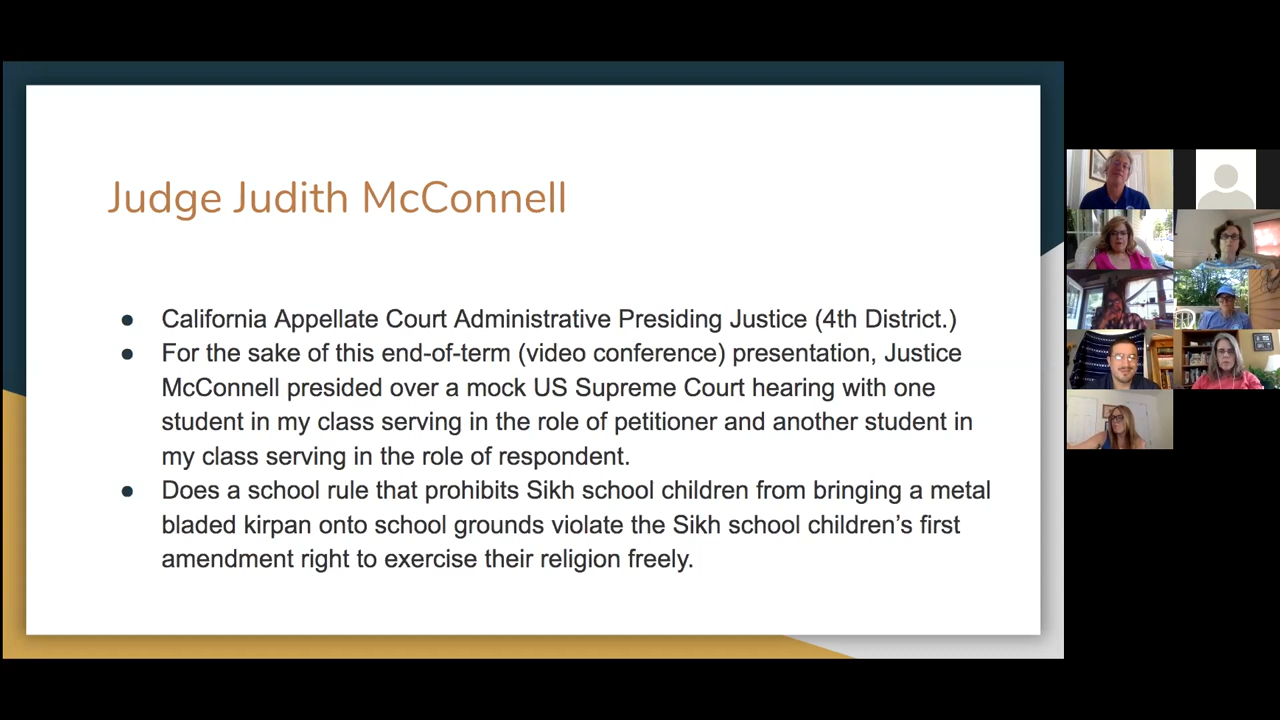 Judge Judith McConnell
● California Appellate Court Administrative Presiding Justice (4th District.)
● For the sake of this end-of-term (video conference) presentation, Justice
McConnell presided over a mock US Supreme Court hearing with one
student in my class serving in the role of petitioner and another student in
my class serving in the role of respondent.
● Does a school rule that prohibits Sikh school children from bringing a metal
bladed kirpan onto school grounds violate the Sikh school children’s first
amendment right to exercise their religion freely.